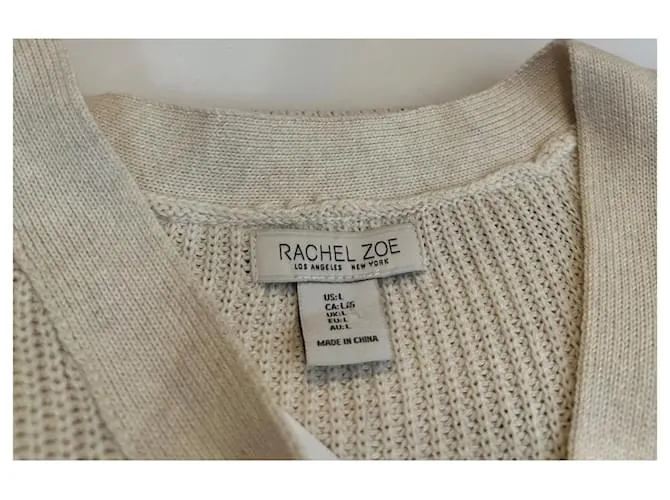 RACHEL ZOE
LOS ANGELES NEW YORK
US:L
CA:L/G
UK:L
EU:L
AU:L
MADE IN CHINA